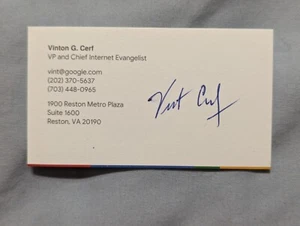 Vinton G. Cerf
VP and Chief Internet Evangelist
vint@google.com
(202) 370-5637
(703) 448-0965
1900 Reston Metro Plaza
Suite 1600
Reston, VA 20190
Vint Cerf